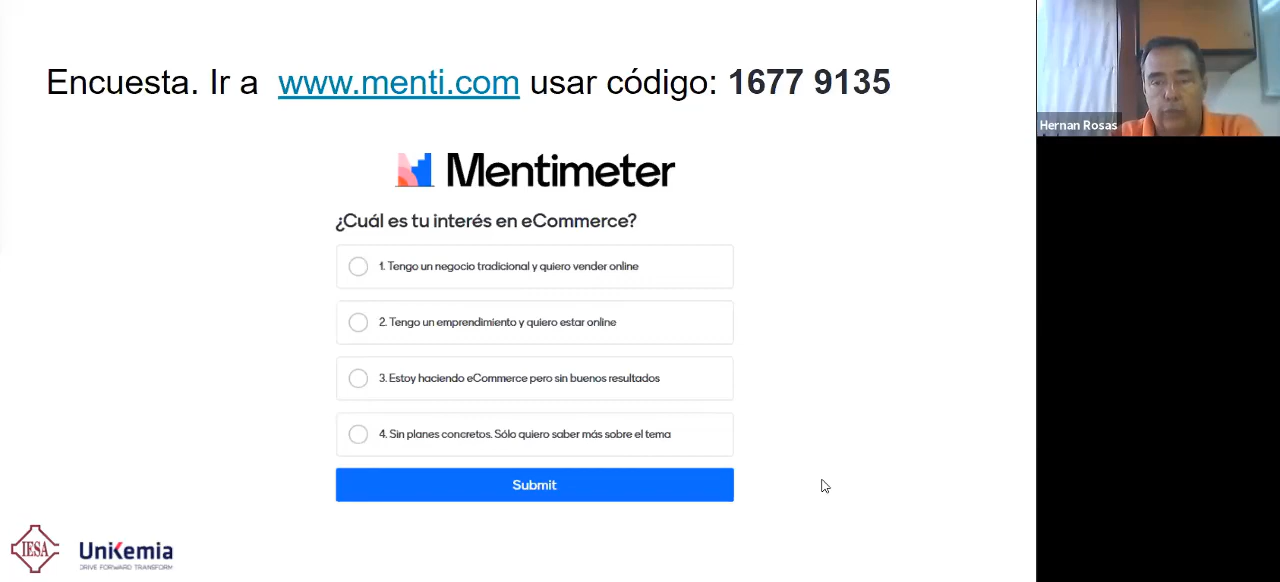 Encuesta. Ir a www.menti.com usar código: 1677 9135
Hernan Rosas
Mentimeter
¿Cuál es tu interés en eCommerce?
1. Tengo un negocio tradicional y quiero vender online
2. Tengo un emprendimiento y quiero estar online
3. Estoy haciendo eCommerce pero sin buenos resultados
4. Sin planes concretos. Sólo quiero saber más sobre el tema
Submit
IESA
UniKemia
DRIVE FORWARD TRANSFORM